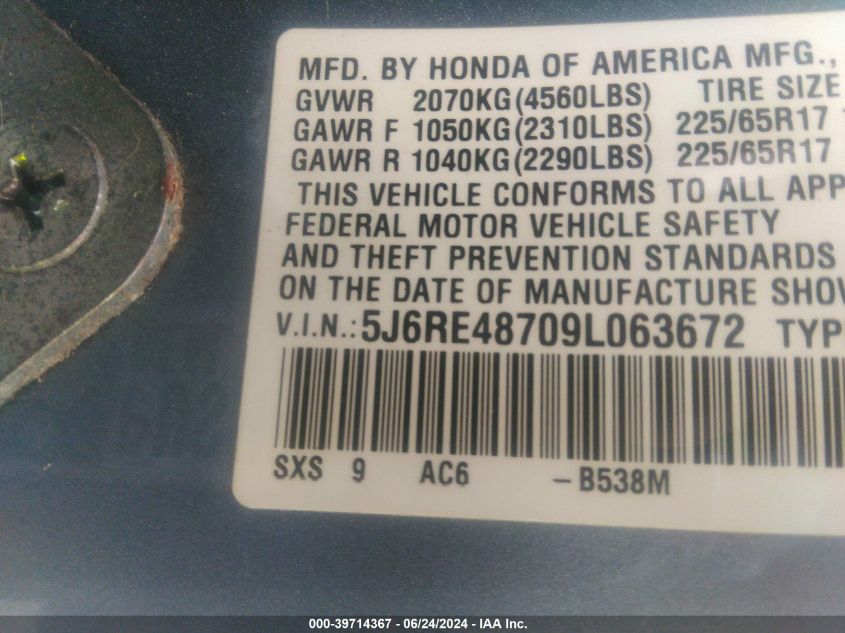 MFD. BY HONDA OF AMERICA MFG.,
GVWR 2070KG(4560LBS) TIRE SIZE
GAWR F 1050KG(2310LBS) 225/65R17
GAWR R 1040KG(2290LBS) 225/65R17
THIS VEHICLE CONFORMS TO ALL APP
FEDERAL MOTOR VEHICLE SAFETY
AND THEFT PREVENTION STANDARDS
ON THE DATE OF MANUFACTURE SHOW
V.I.N.: 5J6RE48709L063672 TYP
SXS 9 AC6 -B538M
000-39714367 - 06/24/2024 - IAA Inc.